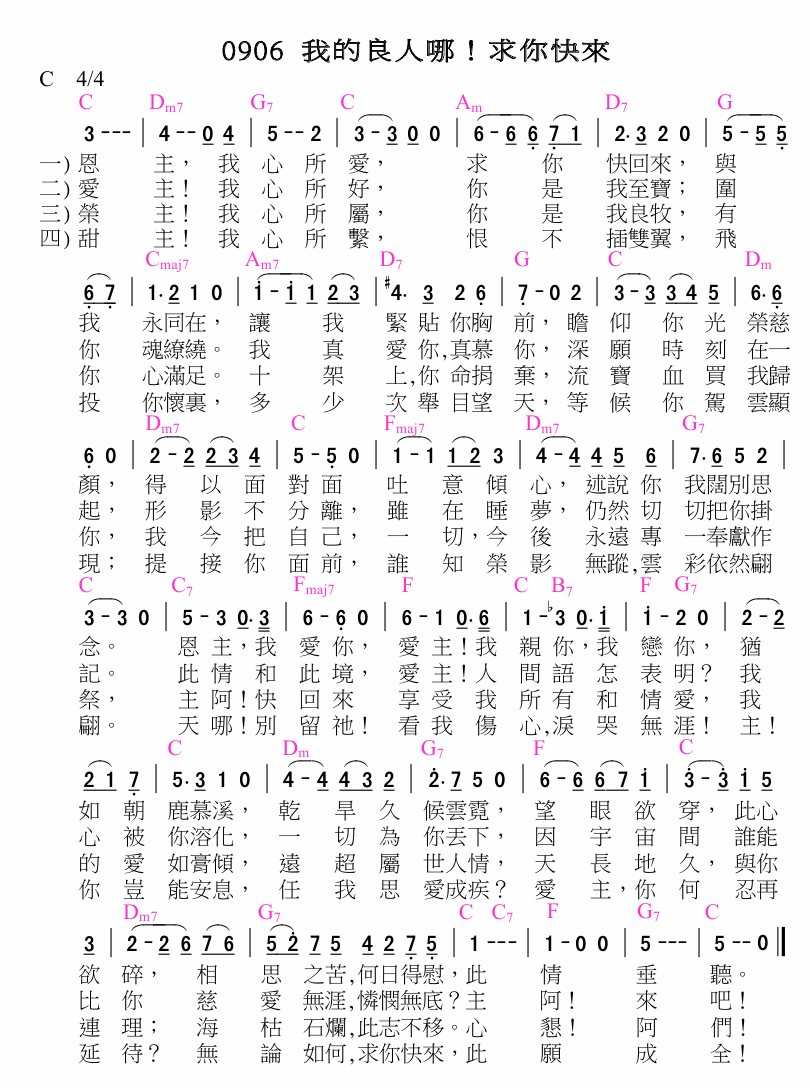 0906 我的良人哪！求你快來
C 4/4
C Dm7 G7 C Am D7 G
3 - - - | 4 - - 0 4 | 5 - - 2 | 3 - 3 0 0 | 6 - 6 6 7 1 | 2. 3 2 0 | 5 - 5 5
一) 恩 主， 我 心 所 愛， 求 你 快回來， 與
二) 愛 主！ 我 心 所 好， 你 是 我至寶； 圍
三) 榮 主！ 我 心 所 屬， 你 是 我良牧， 有
四) 甜 主！ 我 心 所 繫， 恨 不 插雙翼， 飛
Cmaj7 Am7 D7 G C Dm
6 7 | 1. 2 1 0 | 1 - 1 1 2 3 | #4. 3 2 6 | 7 - 0 2 | 3 - 3 3 4 5 | 6. 6
我 永同在， 讓 我 緊 貼 你胸 前， 瞻 仰 你 光 榮慈
你 魂繚繞。 我 真 愛 你，真慕 你， 深 願 時 刻 在一
你 心滿足。 十 架 上，你 命捐 棄， 流 寶 血 買 我歸
投 你懷裏， 多 少 次 舉 目望 天， 等 候 你 駕 雲顯
Dm7 C Fmaj7 Dm7 G7
6 0 | 2 - 2 2 3 4 | 5 - 5 0 | 1 - 1 1 2 3 | 4 - 4 4 5 6 | 7. 6 5 2 |
顏， 得 以 面 對 面 吐 意 傾 心， 述說 你 我闊別思
起， 形 影 不 分 離， 雖 在 睡 夢， 仍然 切 切把你掛
你， 我 今 把 自 己， 一 切，今 後 永遠 專 一奉獻作
現； 提 接 你 面 前， 誰 知 榮 影 無蹤，雲 彩依然翩
C C7 Fmaj7 F C B7 F G7
3 - 3 0 | 5 - 3 0. 3 | 6 - 6 0 | 6 - 1 0. 6 | 1 - b3 0. 1 | 1 - 2 0 | 2 - 2
念。 恩 主，我 愛 你， 愛 主！我 親 你，我 戀 你， 猶
記。 此 情 和 此 境， 愛 主！人 間 語 怎 表 明？ 我
祭， 主 阿！快 回 來 享 受 我 所 有 和 情 愛， 我
翩。 天 哪！別 留 祂！ 看 我 傷 心，淚 哭 無 涯！ 主！
C Dm G7 F C
2 1 7 | 5. 3 1 0 | 4 - 4 4 3 2 | 2. 7 5 0 | 6 - 6 6 7 1 | 3 - 3 1 5
如 朝 鹿慕溪， 乾 旱 久 候雲霓， 望 眼 欲 穿， 此心
心 被 你溶化， 一 切 為 你丟下， 因 宇 宙 間 誰能
的 愛 如膏傾， 遠 超 屬 世人情， 天 長 地 久， 與你
你 豈 能安息， 任 我 思 愛成疾？ 愛 主，你 何 忍再
Dm7 G7 C C7 F G7 C
3 | 2 - 2 6 7 6 | 5 2 7 5 4 2 7 5 | 1 - - - | 1 - 0 0 | 5 - - - | 5 - - 0 ||
欲 碎， 相 思 之苦，何日得慰，此 情 垂 聽。
比 你 慈 愛 無涯，憐憫無底？主 阿！ 來 吧！
連 理； 海 枯 石爛，此志不移。心 懇！ 阿 們！
延 待？ 無 論 如何，求你快來，此 願 成 全！